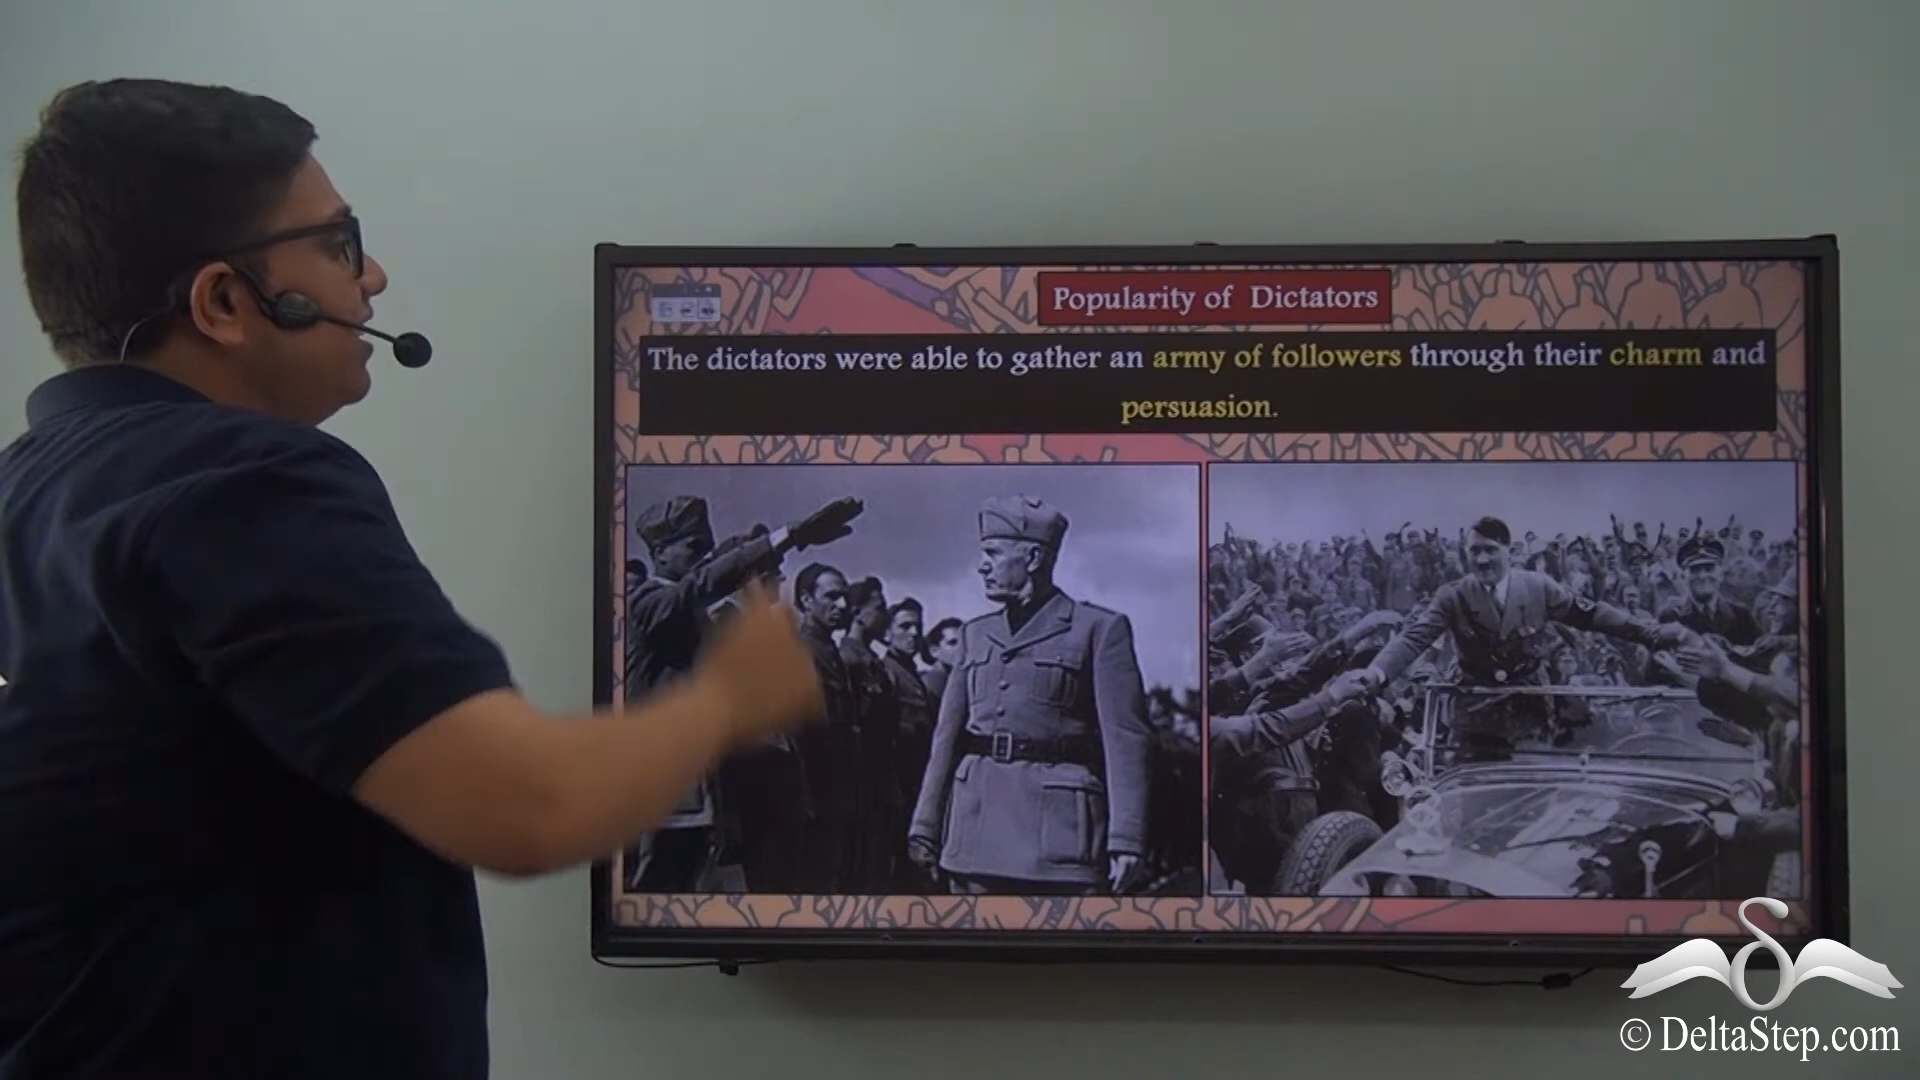 Popularity of Dictators
The dictators were able to gather an army of followers through their charm and
persuasion.
© DeltaStep.com